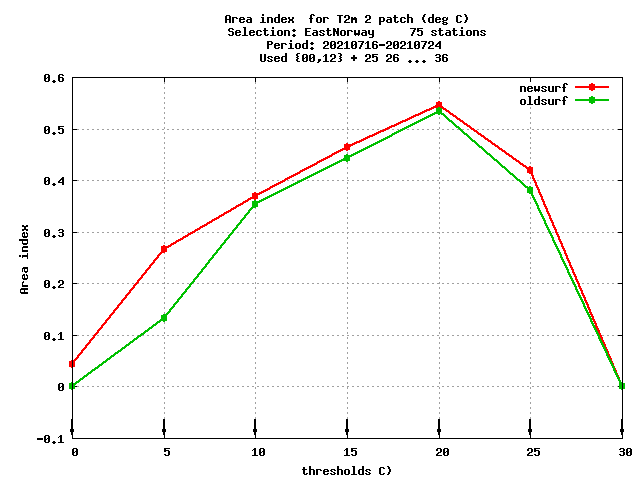 Area index  for T2m 2 patch (deg C)
Selection: EastNorway     75 stations
Period: 20210716-20210724
Used {00,12} + 25 26 ... 36
newsurf
oldsurf
0.6
0.5
0.4
0.3
0.2
0.1
0
-0.1
Area index
0 5 10 15 20 25 30
thresholds C)